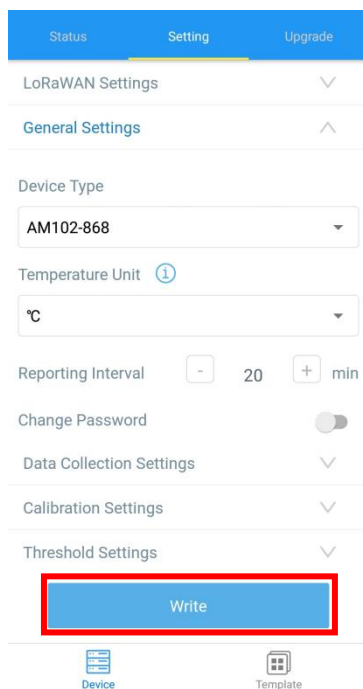 Status Setting Upgrade
LoRaWAN Settings
General Settings
Device Type
AM102-868
Temperature Unit i
℃
Reporting Interval - 20 + min
Change Password
Data Collection Settings
Calibration Settings
Threshold Settings
Write
Device Template